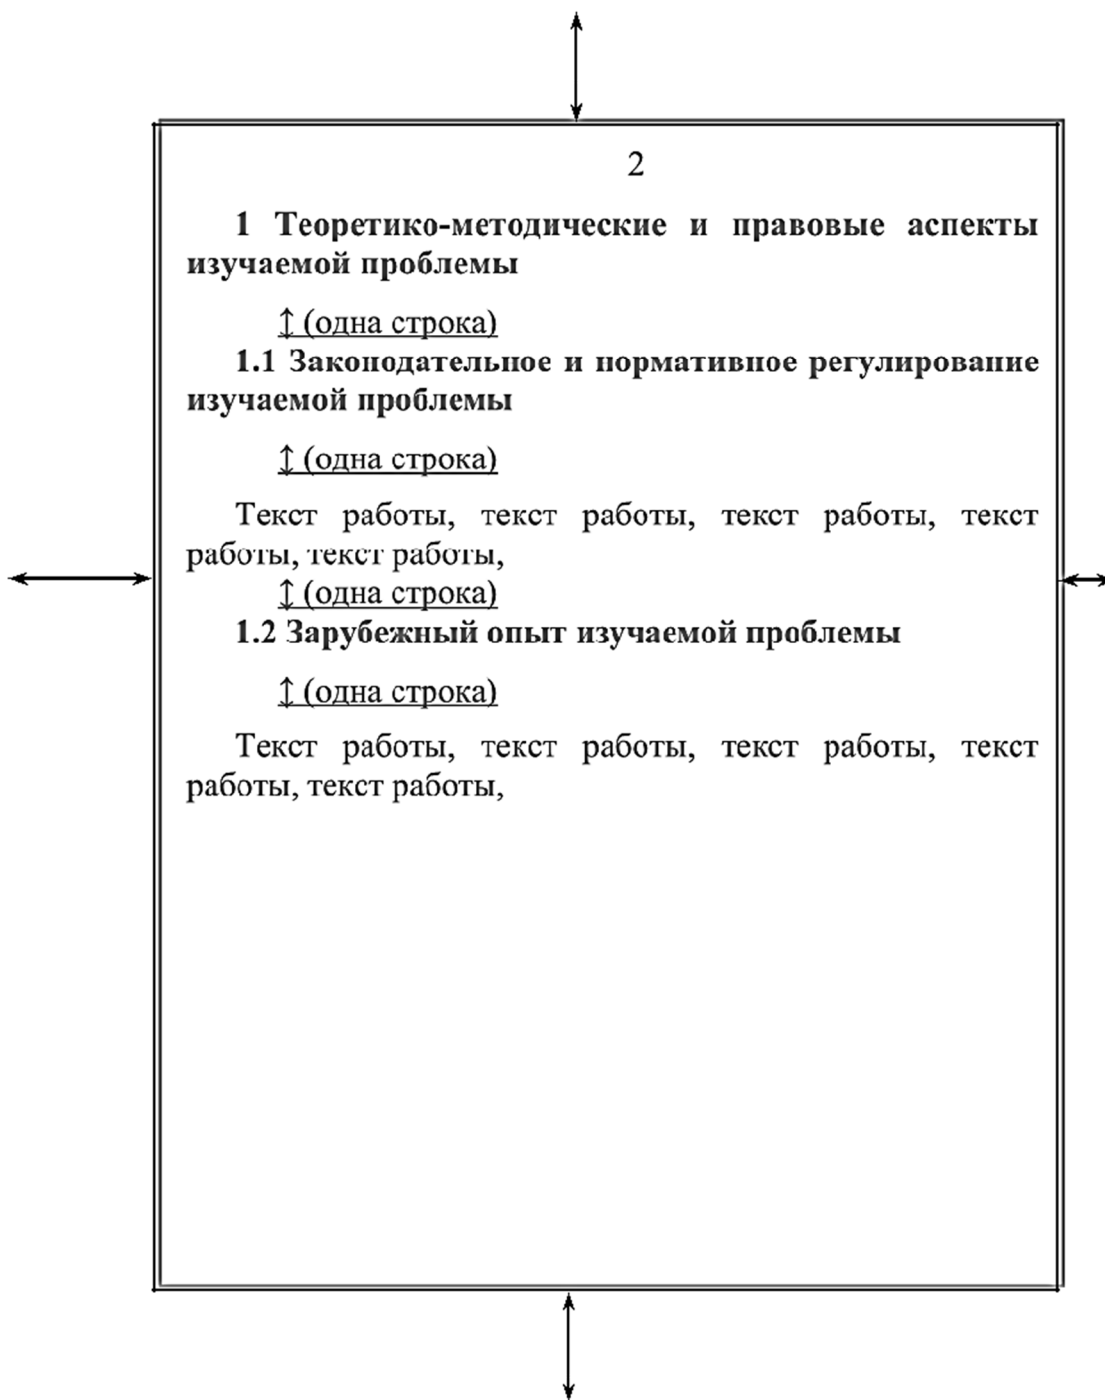 2
1 Теоретико-методические и правовые аспекты
изучаемой проблемы
↕ (одна строка)
1.1 Законодательное и нормативное регулирование
изучаемой проблемы
↕ (одна строка)
Текст работы, текст работы, текст работы, текст
работы, текст работы,
↕ (одна строка)
1.2 Зарубежный опыт изучаемой проблемы
↕ (одна строка)
Текст работы, текст работы, текст работы, текст
работы, текст работы,